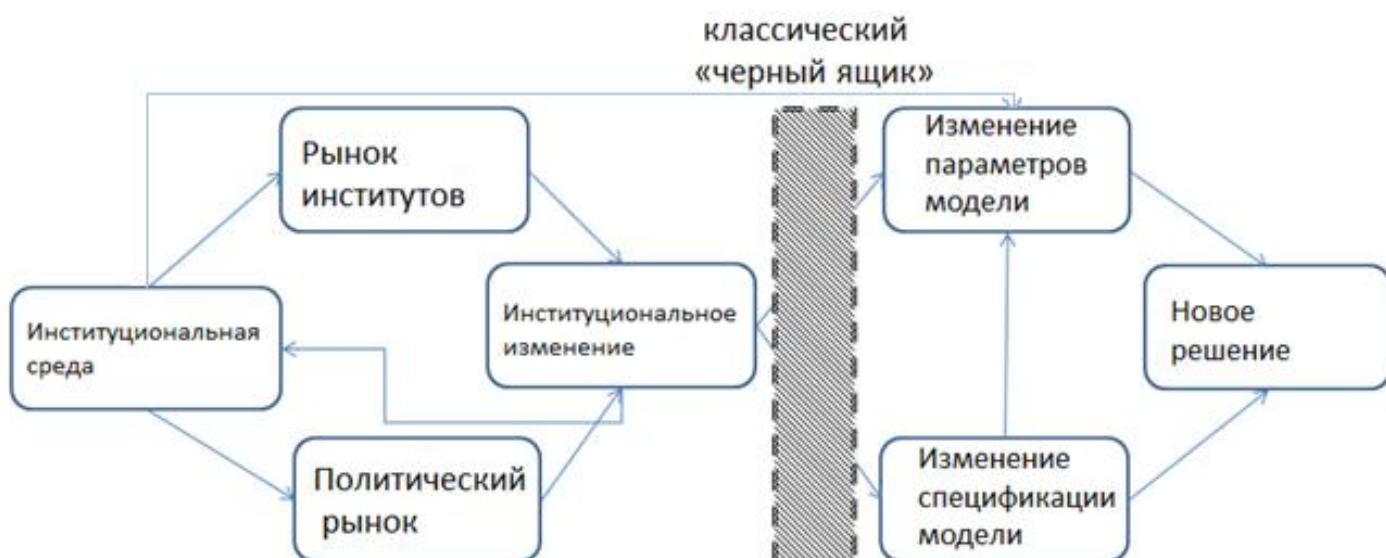 классический
«черный ящик»
Рынок
институтов
Изменение
параметров
модели
Институциональная
среда
Институциональное
изменение
Новое
решение
Политический
рынок
Изменение
спецификации
модели